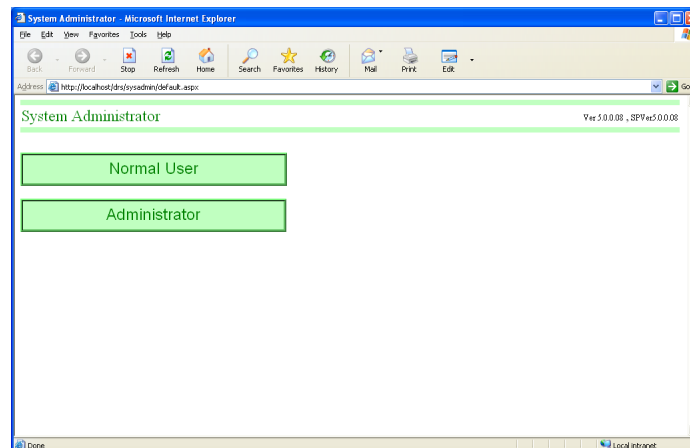 System Administrator - Microsoft Internet Explorer
File Edit View Favorites Tools Help
Back Forward Stop Refresh Home Search Favorites History Mail Print Edit
Address http://localhost/drs/sysadmin/default.aspx Go
System Administrator Ver 5.0.0.08 , SPVer5.0.0.08
Normal User
Administrator
Done Local intranet